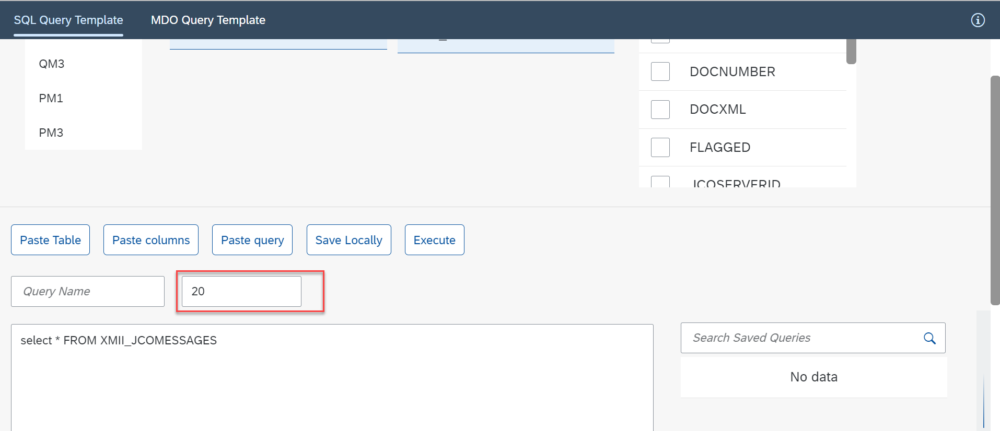 SQL Query Template
MDO Query Template
QM3
PM1
PM3
DOCNUMBER
DOCXML
FLAGGED
JCOSERVERID
Paste Table
Paste columns
Paste query
Save Locally
Execute
Query Name
20
select * FROM XMII_JCOMESSAGES
Search Saved Queries
No data